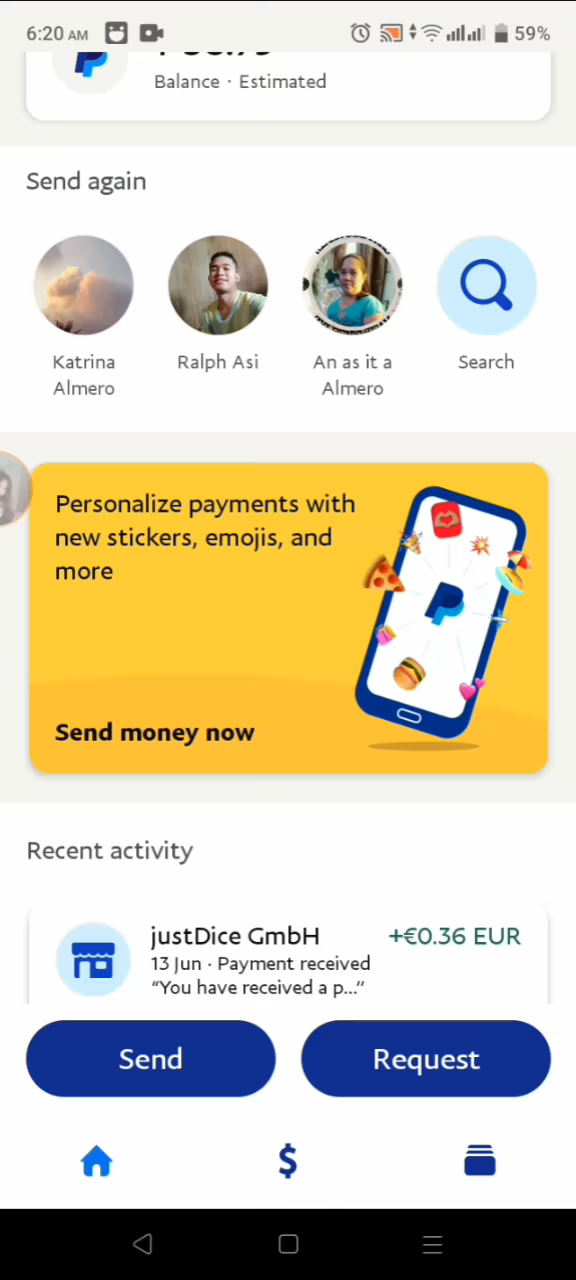 6:20 AM
59%
Balance · Estimated
Send again
Katrina
Almero
Ralph Asi
An as it a
Almero
Search
Personalize payments with
new stickers, emojis, and
more
Send money now
Recent activity
justDice GmbH
+€0.36 EUR
13 Jun · Payment received
“You have received a p...”
Send
Request